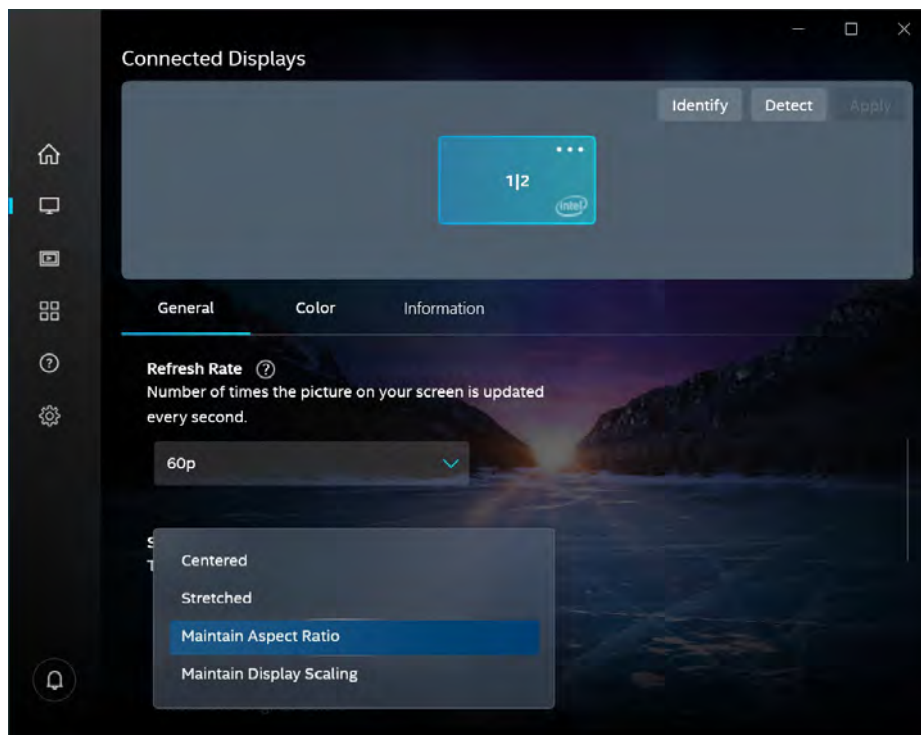 Connected Displays
Identify Detect Apply
1|2
intel
General Color Information
Refresh Rate ?
Number of times the picture on your screen is updated
every second.
60p
S
T
Centered
Stretched
Maintain Aspect Ratio
Maintain Display Scaling